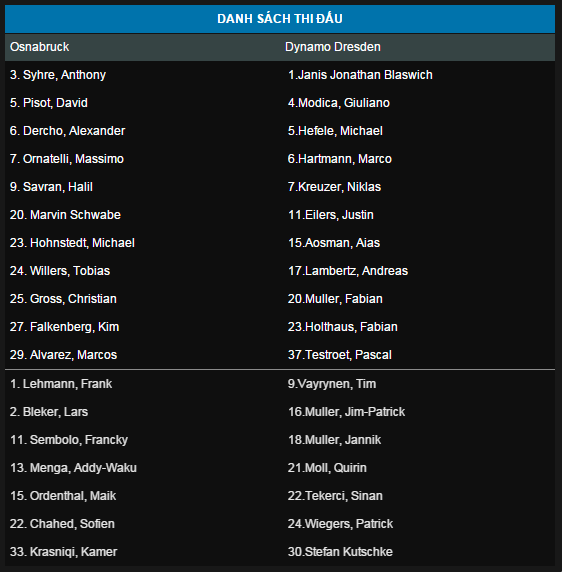 DANH SÁCH THI ĐẤU
Osnabruck Dynamo Dresden
3. Syhre, Anthony 1.Janis Jonathan Blaswich
5. Pisot, David 4.Modica, Giuliano
6. Dercho, Alexander 5.Hefele, Michael
7. Ornatelli, Massimo 6.Hartmann, Marco
9. Savran, Halil 7.Kreuzer, Niklas
20. Marvin Schwabe 11.Eilers, Justin
23. Hohnstedt, Michael 15.Aosman, Aias
24. Willers, Tobias 17.Lambertz, Andreas
25. Gross, Christian 20.Muller, Fabian
27. Falkenberg, Kim 23.Holthaus, Fabian
29. Alvarez, Marcos 37.Testroet, Pascal
1. Lehmann, Frank 9.Vayrynen, Tim
2. Bleker, Lars 16.Muller, Jim-Patrick
11. Sembolo, Francky 18.Muller, Jannik
13. Menga, Addy-Waku 21.Moll, Quirin
15. Ordenthal, Maik 22.Tekerci, Sinan
22. Chahed, Sofien 24.Wiegers, Patrick
33. Krasniqi, Kamer 30.Stefan Kutschke